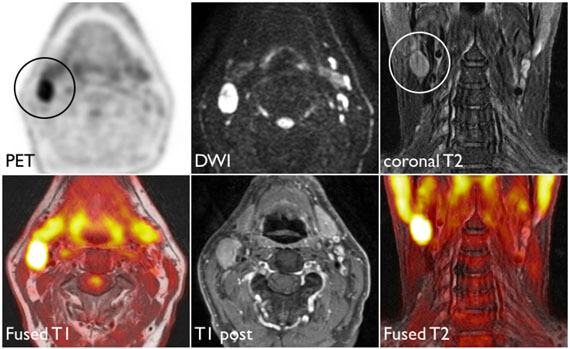 PET
DWI
coronal T2
Fused T1
T1 post
Fused T2